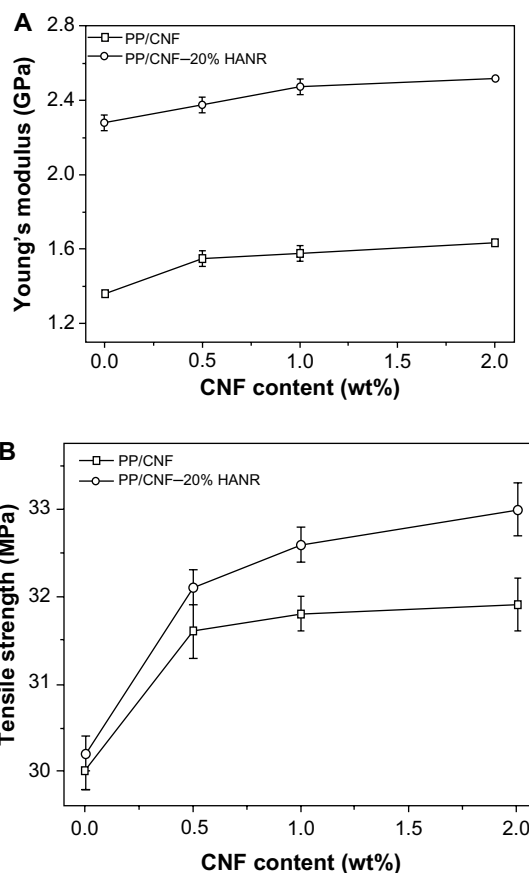 A
PP/CNF
PP/CNF–20% HANR
Young's modulus (GPa)
2.8
2.4
2.0
1.6
1.2
0.0 0.5 1.0 1.5 2.0
CNF content (wt%)
B
PP/CNF
PP/CNF–20% HANR
Tensile strength (MPa)
33
32
31
30
0.0 0.5 1.0 1.5 2.0
CNF content (wt%)